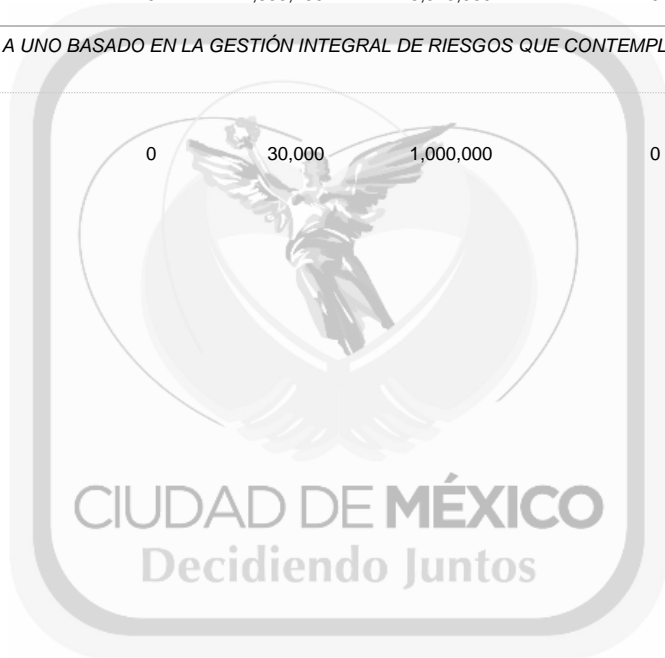 A UNO BASADO EN LA GESTIÓN INTEGRAL DE RIESGOS QUE CONTEMPL
0 30,000 1,000,000 0
CIUDAD DE MÉXICO
Decidiendo Juntos